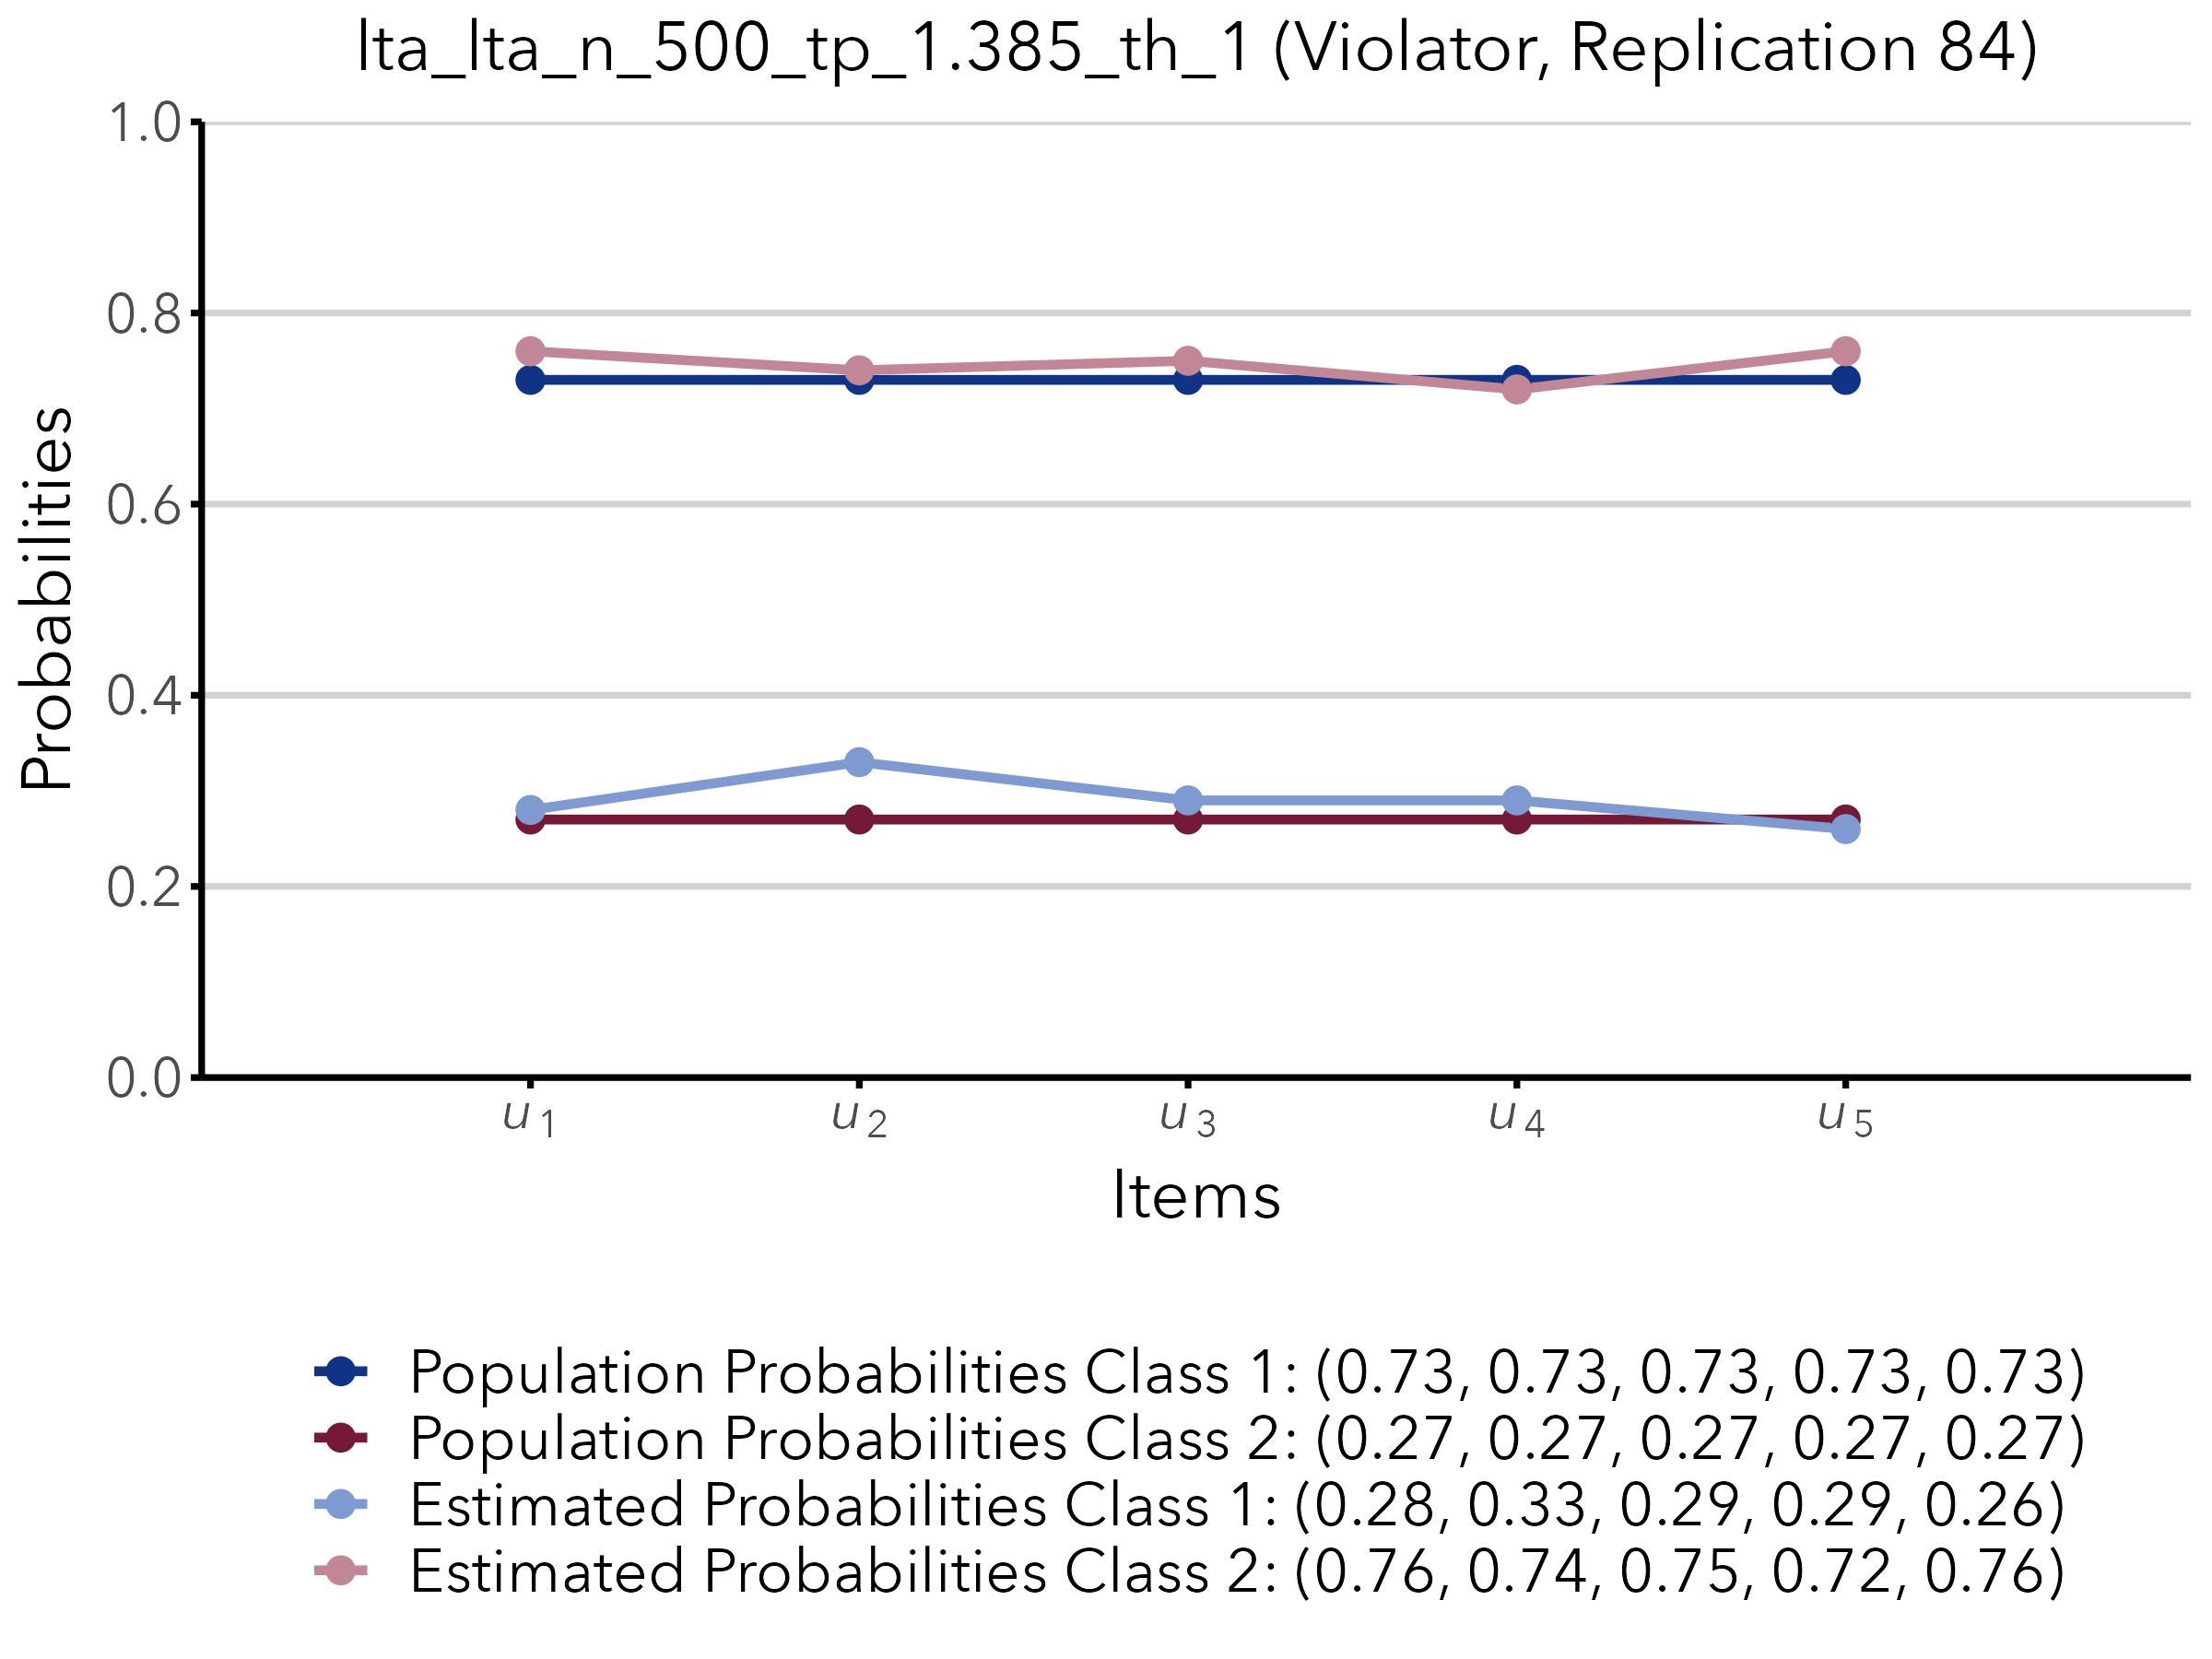 lta_lta_n_500_tp_1.385_th_1 (Violator, Replication 84)
1.0
0.8
0.6
0.4
0.2
0.0
Probabilities
u1 u2 u3 u4 u5
Items
Population Probabilities Class 1: (0.73, 0.73, 0.73, 0.73, 0.73)
Population Probabilities Class 2: (0.27, 0.27, 0.27, 0.27, 0.27)
Estimated Probabilities Class 1: (0.28, 0.33, 0.29, 0.29, 0.26)
Estimated Probabilities Class 2: (0.76, 0.74, 0.75, 0.72, 0.76)